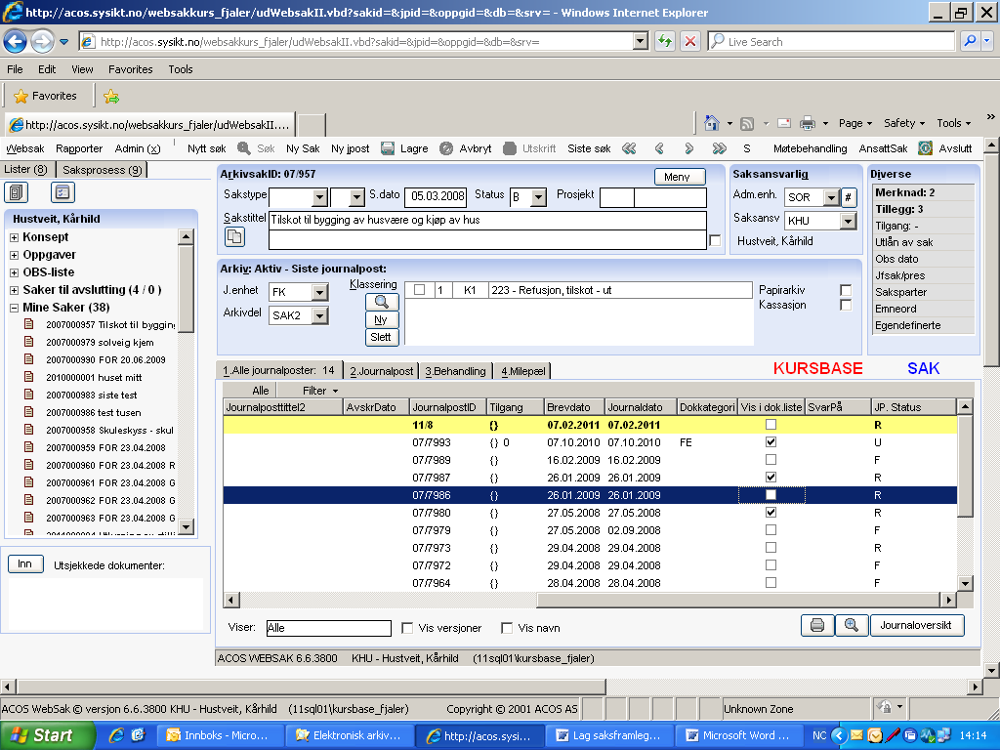 http://acos.sysikt.no/websakkurs_fjaler/udWebsakII.vbd?sakid=&jpid=&oppgid=&db=&srv= - Windows Internet Explorer
http://acos.sysikt.no/websakkurs_fjaler/udWebsakII.vbd?sakid=&jpid=&oppgid=&db=&srv= Live Search
File Edit View Favorites Tools
Favorites
http://acos.sysikt.no/websakkurs_fjaler/udWebsakII.... Page Safety Tools »
Websak Rapporter Admin (x) Nytt søk Søk Ny Sak Ny jpost Lagre Avbryt Utskrift Siste søk S Møtebehandling AnsattSak Avslutt
Lister (8) Saksprosess (9)
Hustveit, Kårhild
Konsept
Oppgaver
OBS-liste
Saker til avslutting (4 / 0 )
Mine Saker (38)
2007000957 Tilskot til bygging
2007000979 solveig kjem
2007000990 FOR 20.06.2009
2010000001 huset mitt
2007000983 siste test
2007000986 test tusen
2007000958 Skuleskyss - skul
2007000959 FOR 23.04.2008
2007000960 FOR 23.04.2008 R
2007000961 FOR 23.04.2008 G
2007000962 FOR 23.04.2008 G
2007000963 FOR 23.04.2008 G
Inn Utsjekkede dokumenter:
ArkivsakID: 07/957 Meny
Sakstype S.dato 05.03.2008 Status B Prosjekt
Sakstittel Tilskot til bygging av husvære og kjøp av hus
Saksansvarlig
Adm.enh. SOR #
Saksansv KHU
Hustveit, Kårhild
Diverse
Merknad: 2
Tillegg: 3
Tilgang: -
Utlån av sak
Obs dato
Jfsak/pres
Saksparter
Emneord
Egendefinerte
Arkiv: Aktiv - Siste journalpost:
J.enhet FK
Arkivdel SAK2
Klassering
Ny
Slett
1 K1 223 - Refusjon, tilskot - ut
Papirarkiv
Kassasjon
1.Alle journalposter: 14 2.Journalpost 3.Behandling 4.Milepæl KURSBASE SAK
Alle Filter
Journalposttittel2 AvskrDato JournalpostID Tilgang Brevdato Journaldato Dokkategori Vis i dok.liste SvarPå JP. Status
11/8 {} 07.02.2011 07.02.2011 R
07/7993 {} 0 07.10.2010 07.10.2010 FE U
07/7989 {} 16.02.2009 16.02.2009 F
07/7987 {} 26.01.2009 26.01.2009 R
07/7986 {} 26.01.2009 26.01.2009 R
07/7980 {} 27.05.2008 27.05.2008 R
07/7979 {} 27.05.2008 02.09.2008 F
07/7973 {} 29.04.2008 29.04.2008 R
07/7972 {} 29.04.2008 29.04.2008 F
07/7964 {} 28.04.2008 28.04.2008 F
Viser: Alle Vis versjoner Vis navn Journaloversikt
ACOS WEBSAK 6.6.3800 KHU - Hustveit, Kårhild (11sql01\kursbase_fjaler)
ACOS WebSak © versjon 6.6.3800 KHU - Hustveit, Kårhild (11sql01\kursbase_fjaler) Copyright © 2001 ACOS AS Unknown Zone
Start Innboks - Micro... Elektronisk arkiv... http://acos.sysi... Lag saksframleg... Microsoft Word ... NC 14:14